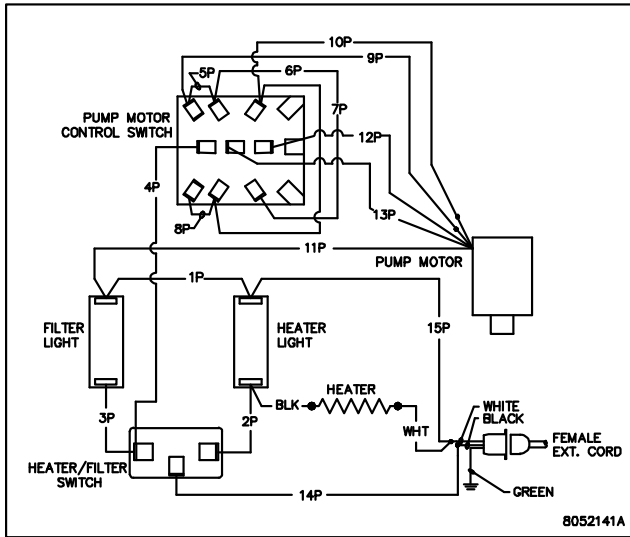 10P
9P
5P
6P
7P
PUMP MOTOR
CONTROL SWITCH
12P
4P
13P
8P
11P
PUMP MOTOR
1P
FILTER
LIGHT
HEATER
LIGHT
15P
HEATER
BLK
3P
2P
WHT
WHITE
BLACK
FEMALE
EXT. CORD
HEATER/FILTER
SWITCH
14P
GREEN
8052141A